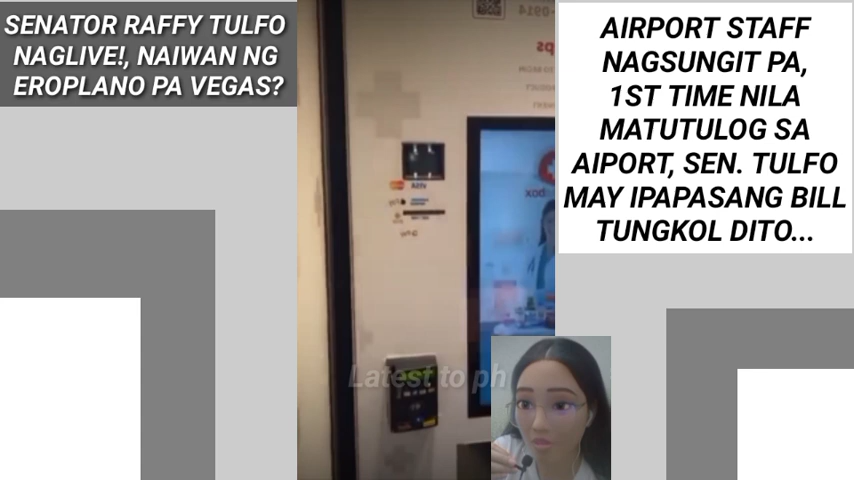 SENATOR RAFFY TULFO
NAGLIVE!, NAIWAN NG
EROPLANO PA VEGAS?
AIRPORT STAFF
NAGSUNGIT PA,
1ST TIME NILA
MATUTULOG SA
AIPORT, SEN. TULFO
MAY IPAPASANG BILL
TUNGKOL DITO...
Latest to ph